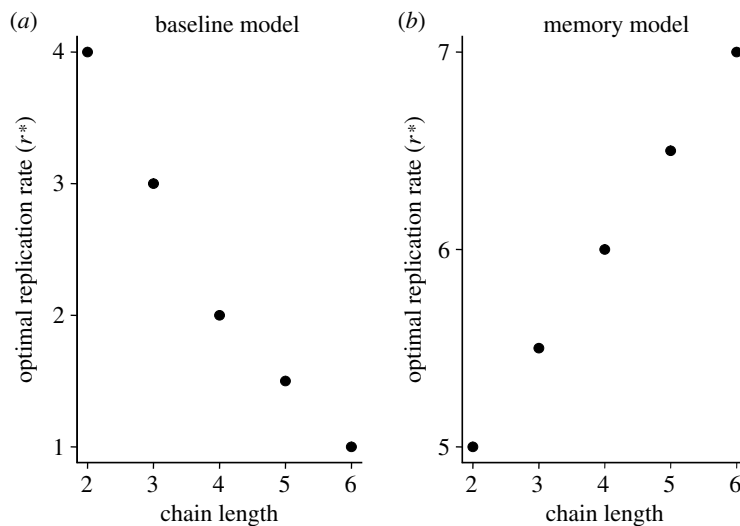 (a) baseline model
optimal replication rate (r*)
4
3
2
1
2 3 4 5 6
chain length
(b) memory model
optimal replication rate (r*)
7
6
5
2 3 4 5 6
chain length